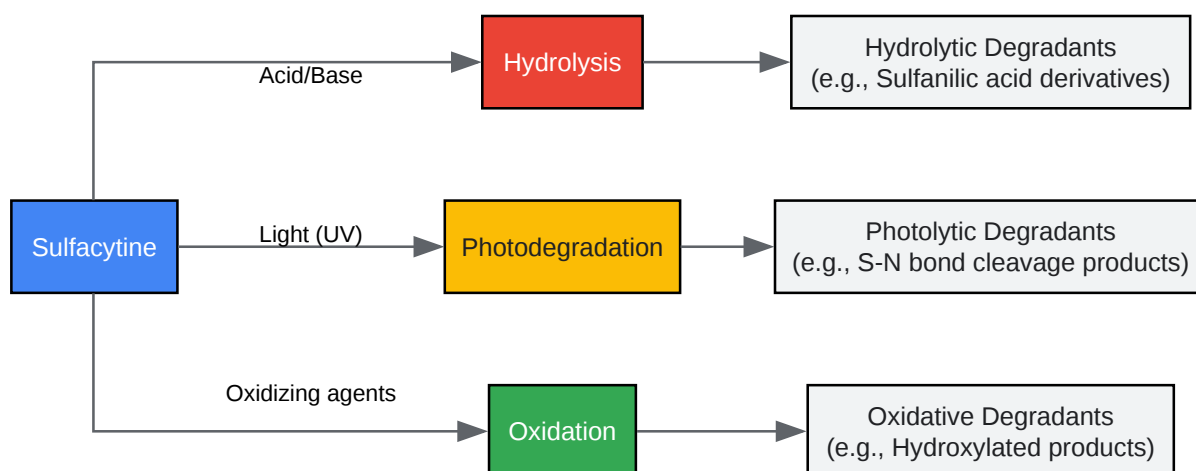 Acid/Base
Hydrolysis
Hydrolytic Degradants
(e.g., Sulfanilic acid derivatives)
Sulfacytine
Light (UV)
Photodegradation
Photolytic Degradants
(e.g., S-N bond cleavage products)
Oxidizing agents
Oxidation
Oxidative Degradants
(e.g., Hydroxylated products)